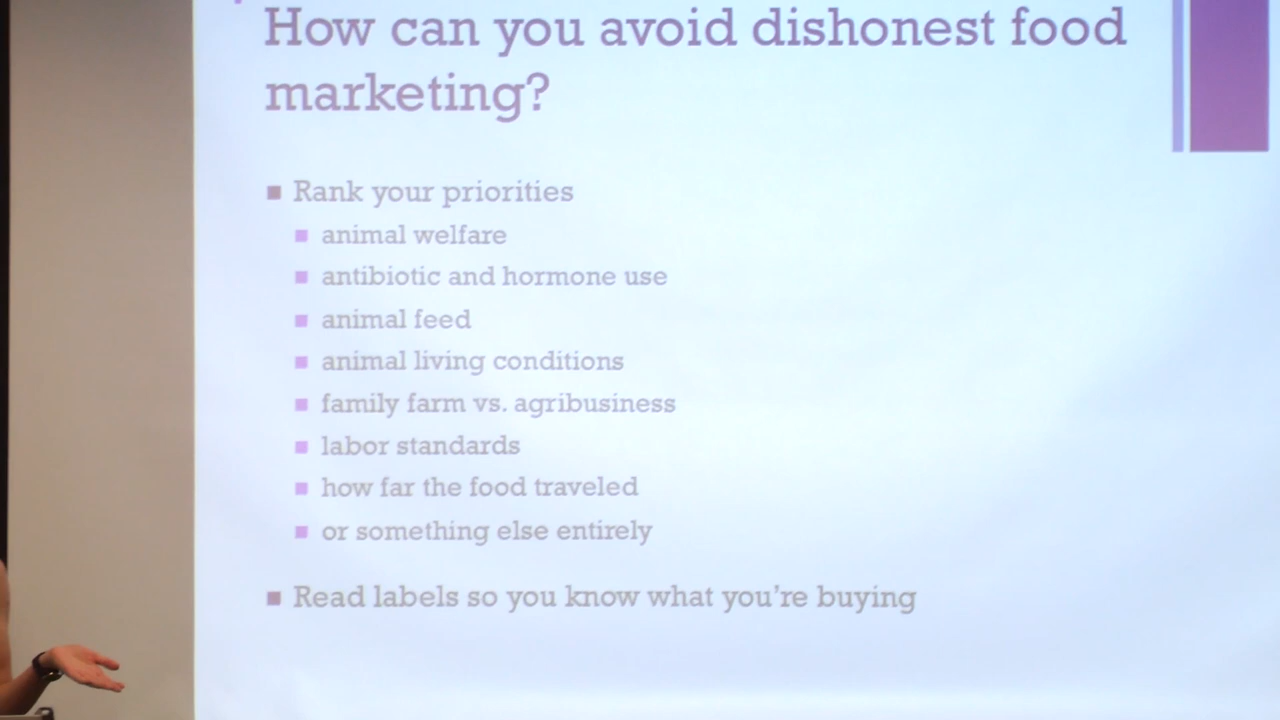 How can you avoid dishonest food
marketing?
Rank your priorities
animal welfare
antibiotic and hormone use
animal feed
animal living conditions
family farm vs. agribusiness
labor standards
how far the food traveled
or something else entirely
Read labels so you know what you're buying